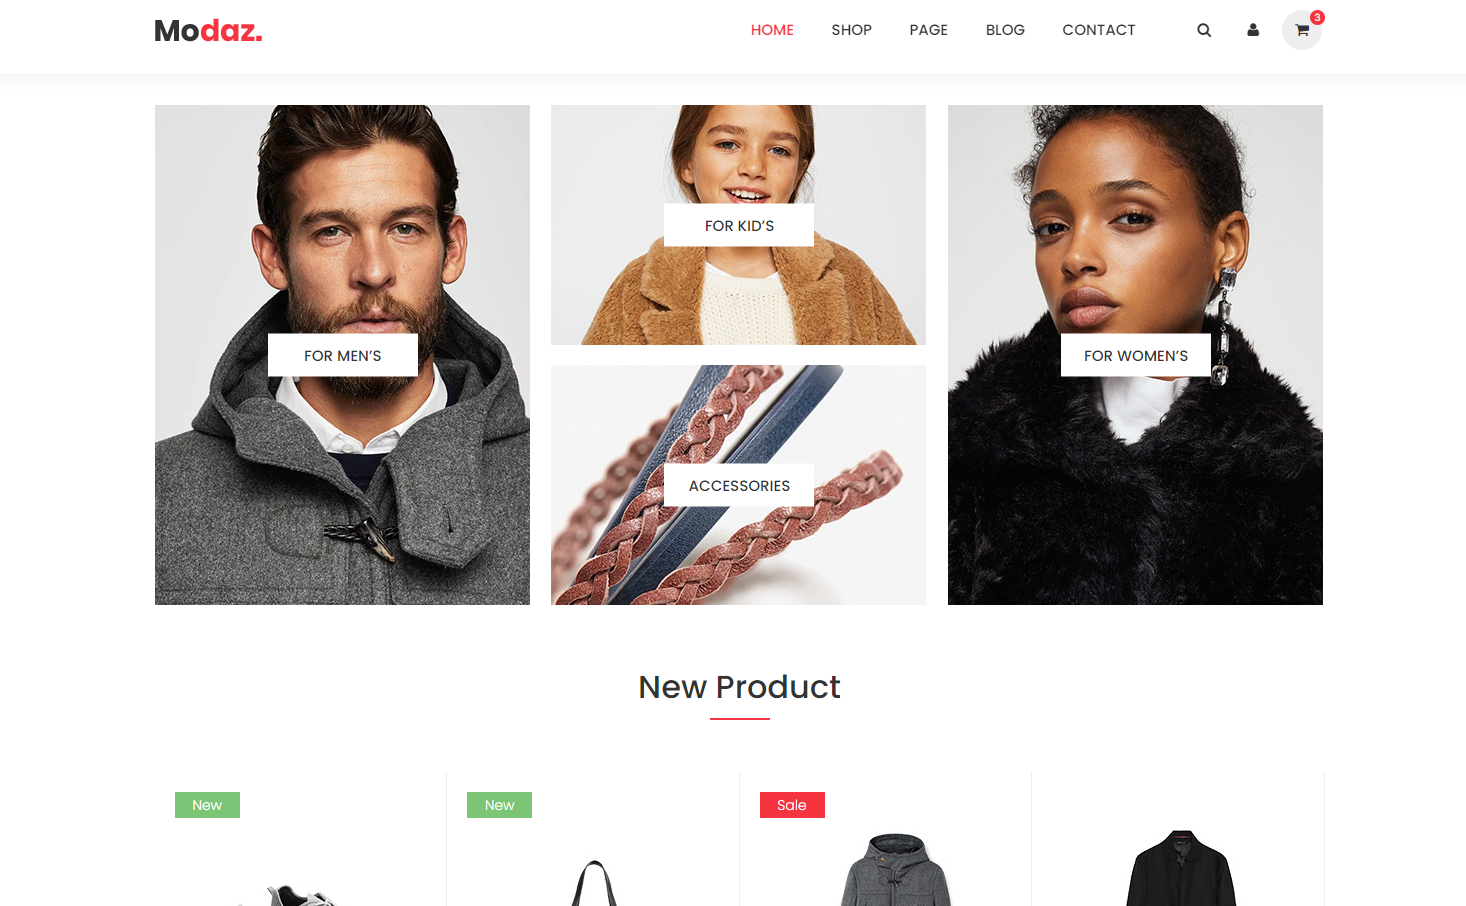 Modaz.
HOME SHOP PAGE BLOG CONTACT 3
FOR KID’S
FOR MEN’S
FOR WOMEN’S
ACCESSORIES
New Product
New New Sale